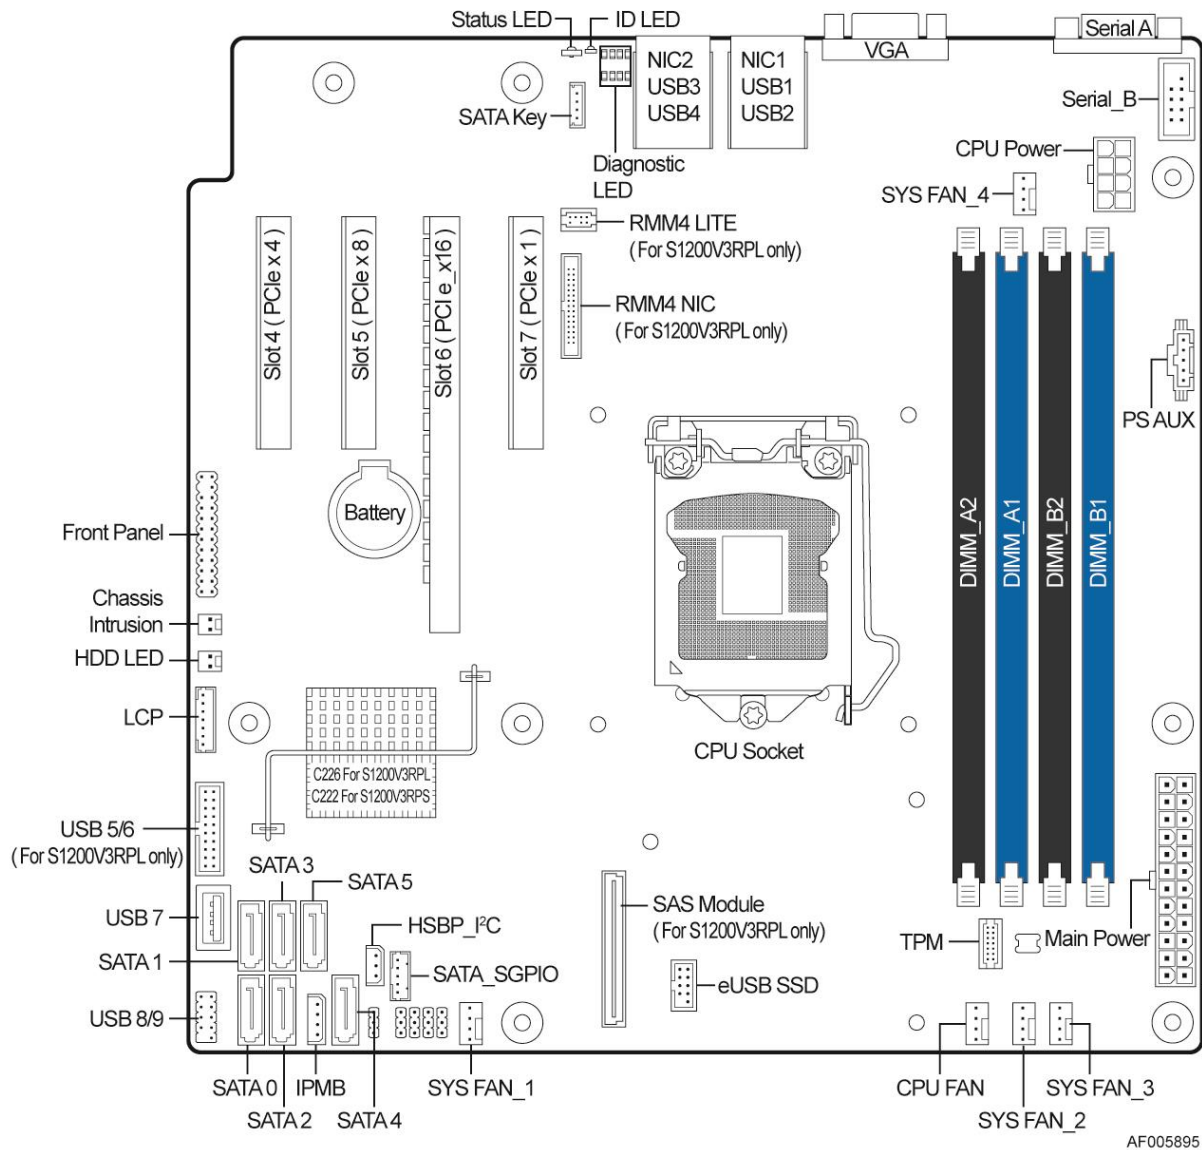 Status LED
ID LED
NIC2
USB3
USB4
NIC1
USB1
USB2
VGA
Serial A
SATA Key
Serial_B
Diagnostic
LED
CPU Power
SYS FAN_4
RMM4 LITE
(For S1200V3RPL only)
RMM4 NIC
(For S1200V3RPL only)
Slot 4 ( PCIe x 4 )
Slot 5 ( PCIe x 8 )
Slot 6 ( PCI e_x16)
Slot 7 ( PCIe x 1 )
PS AUX
Battery
Front Panel
DIMM_A2
DIMM_A1
DIMM_B2
DIMM_B1
Chassis
Intrusion
HDD LED
LCP
CPU Socket
C226 For S1200V3RPL
C222 For S1200V3RPS
USB 5/6
(For S1200V3RPL only)
SATA 3
SATA 5
USB 7
HSBP_I²C
SAS Module
(For S1200V3RPL only)
TPM
Main Power
SATA 1
SATA_SGPIO
eUSB SSD
USB 8/9
SATA 0
IPMB
SYS FAN_1
CPU FAN
SYS FAN_3
SATA 2
SATA 4
SYS FAN_2
AF005895